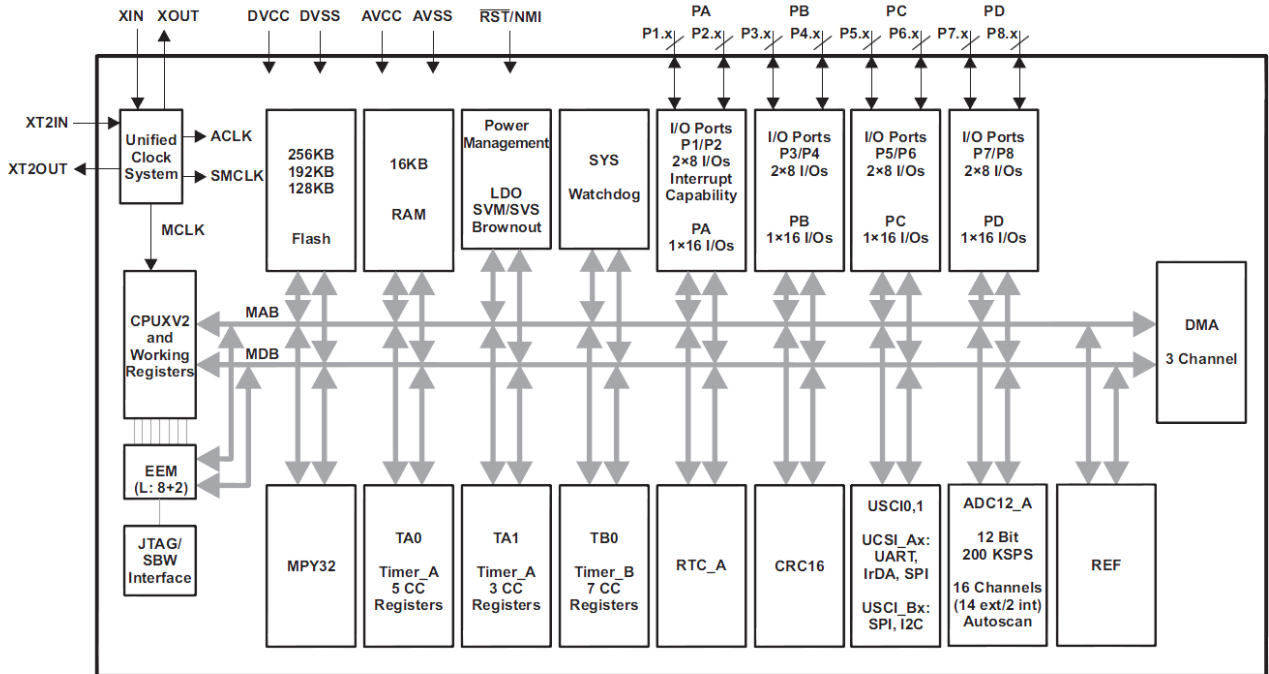 XIN XOUT DVCC DVSS AVCC AVSS RST/NMI PA PB PC PD
P1.x P2.x P3.x P4.x P5.x P6.x P7.x P8.x
XT2IN
XT2OUT
Unified
Clock
System
ACLK
SMCLK
MCLK
256KB
192KB
128KB
Flash
16KB
RAM
Power
Management
LDO
SVM/SVS
Brownout
SYS
Watchdog
I/O Ports
P1/P2
2×8 I/Os
Interrupt
Capability
PA
1×16 I/Os
I/O Ports
P3/P4
2×8 I/Os
PB
1×16 I/Os
I/O Ports
P5/P6
2×8 I/Os
PC
1×16 I/Os
I/O Ports
P7/P8
2×8 I/Os
PD
1×16 I/Os
CPUXV2
and
Working
Registers
MAB
MDB
DMA
3 Channel
EEM
(L: 8+2)
JTAG/
SBW
Interface
MPY32
TA0
Timer_A
5 CC
Registers
TA1
Timer_A
3 CC
Registers
TB0
Timer_B
7 CC
Registers
RTC_A
CRC16
USCI0,1
UCSI_Ax:
UART,
IrDA, SPI
USCI_Bx:
SPI, I2C
ADC12_A
12 Bit
200 KSPS
16 Channels
(14 ext/2 int)
Autoscan
REF